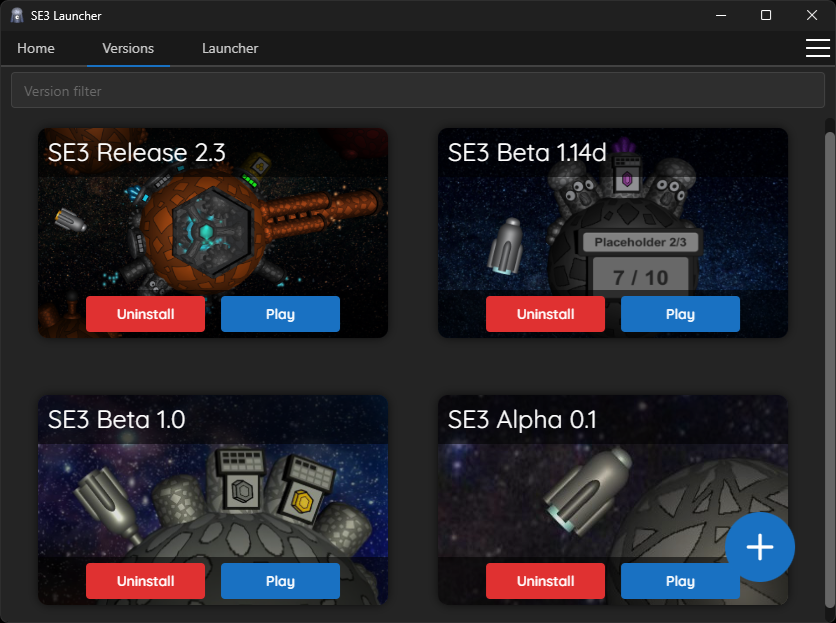 SE3 Launcher
Home Versions Launcher
Version filter
SE3 Release 2.3
Uninstall Play
SE3 Beta 1.14d
Placeholder 2/3
7 / 10
Uninstall Play
SE3 Beta 1.0
Uninstall Play
SE3 Alpha 0.1
Uninstall Play